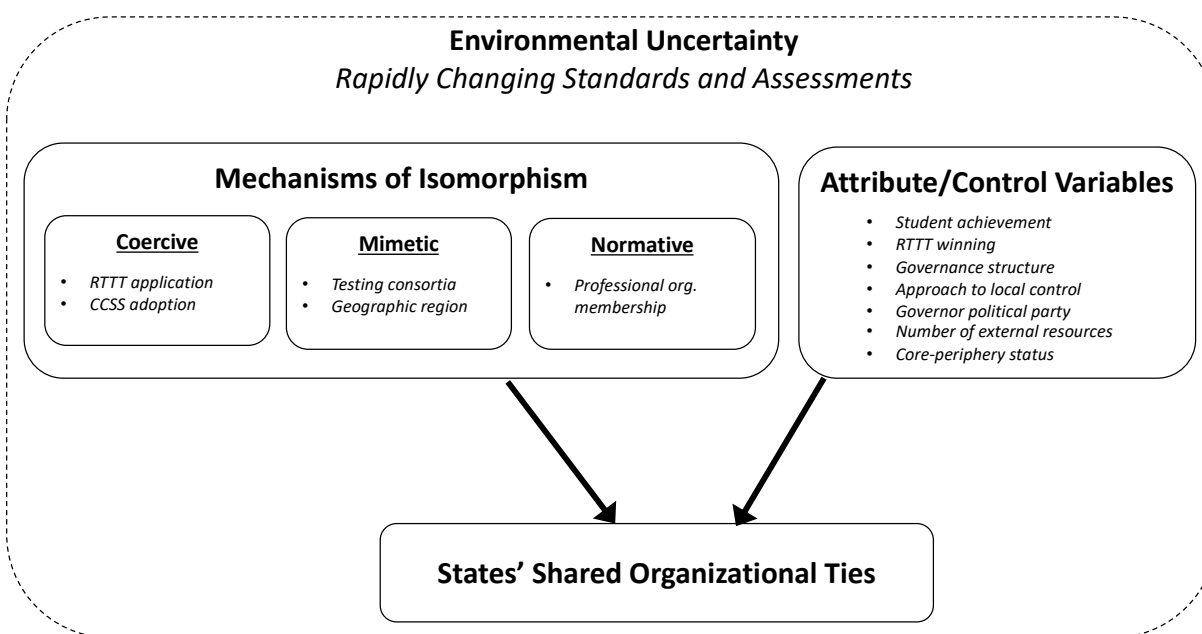 Environmental Uncertainty
Rapidly Changing Standards and Assessments
Mechanisms of Isomorphism
Coercive
• RTTT application
• CCSS adoption
Mimetic
• Testing consortia
• Geographic region
Normative
• Professional org.
membership
Attribute/Control Variables
• Student achievement
• RTTT winning
• Governance structure
• Approach to local control
• Governor political party
• Number of external resources
• Core-periphery status
States’ Shared Organizational Ties